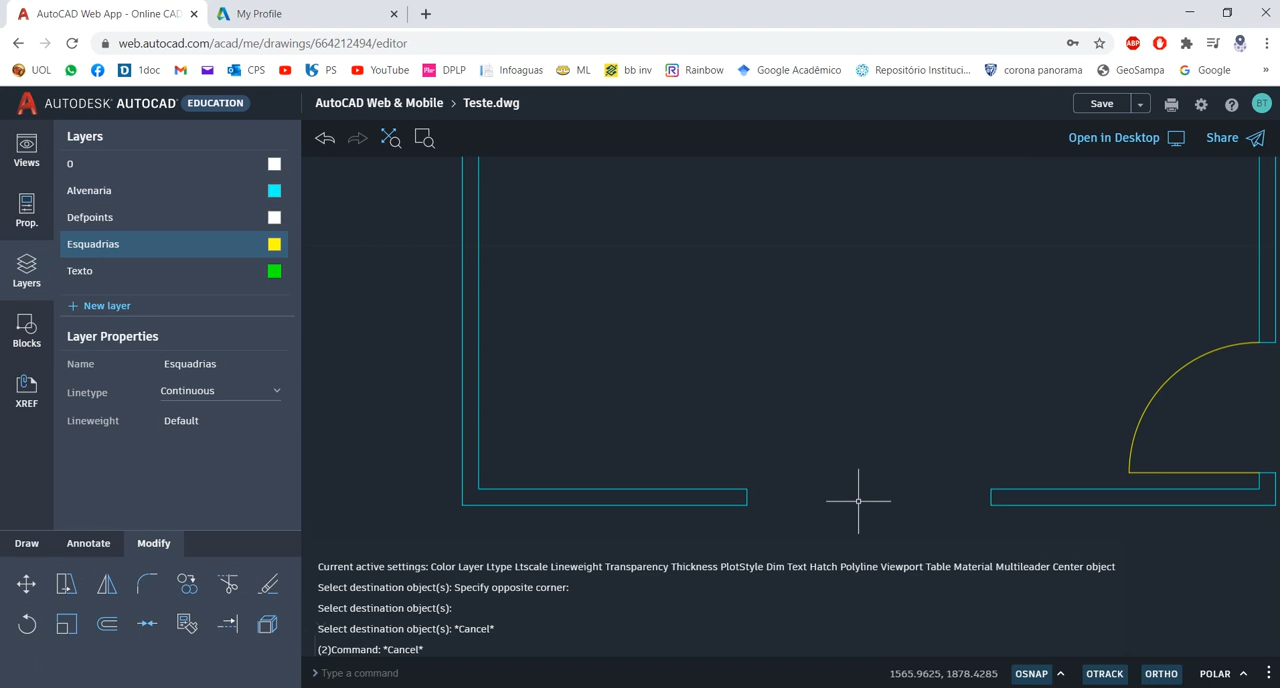 AutoCAD Web App - Online CAD
My Profile
web.autocad.com/acad/me/drawings/664212494/editor
ABP
UOL
1doc
CPS
PS
YouTube
DPLP
Infoaguas
ML
bb inv
Rainbow
Google Acadêmico
Repositório Instituci...
corona panorama
GeoSampa
Google
»
AUTODESK® AUTOCAD® EDUCATION
AutoCAD Web & Mobile > Teste.dwg
Save
BT
Open in Desktop
Share
Views
Prop.
Layers
Blocks
XREF
Layers
0
Alvenaria
Defpoints
Esquadrias
Texto
+ New layer
Layer Properties
Name Esquadrias
Linetype Continuous
Lineweight Default
Draw Annotate Modify
Current active settings: Color Layer Ltype Ltscale Lineweight Transparency Thickness PlotStyle Dim Text Hatch Polyline Viewport Table Material Multileader Center object
Select destination object(s): Specify opposite corner:
Select destination object(s):
Select destination object(s): *Cancel*
(2)Command: *Cancel*
Type a command
1565.9625, 1878.4285 OSNAP OTRACK ORTHO POLAR